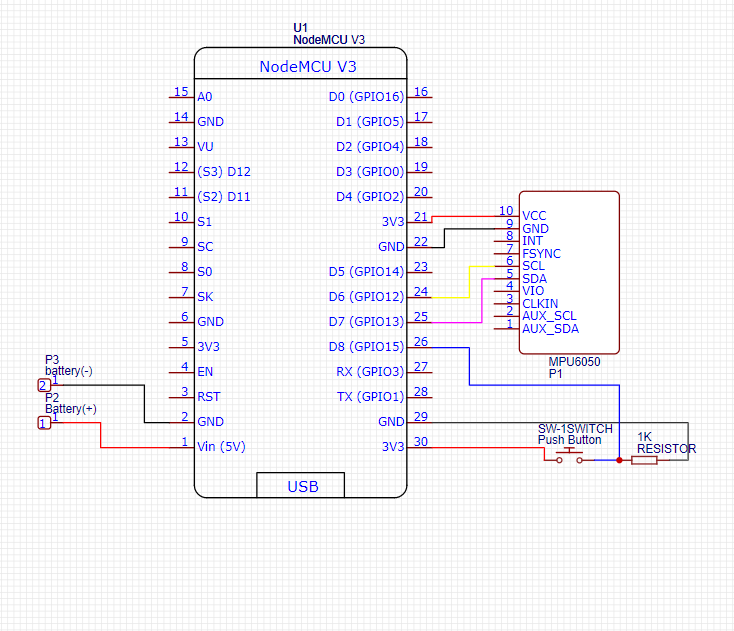 U1
NodeMCU V3
NodeMCU V3
15 A0 D0 (GPIO16) 16
14 GND D1 (GPIO5) 17
13 VU D2 (GPIO4) 18
12 (S3) D12 D3 (GPIO0) 19
11 (S2) D11 D4 (GPIO2) 20
10 S1 3V3 21
9 SC GND 22
8 S0 D5 (GPIO14) 23
7 SK D6 (GPIO12) 24
6 GND D7 (GPIO13) 25
5 3V3 D8 (GPIO15) 26
4 EN RX (GPIO3) 27
3 RST TX (GPIO1) 28
2 GND GND 29
1 Vin (5V) 3V3 30
USB
10 VCC
9 GND
8 INT
7 FSYNC
6 SCL
5 SDA
4 VIO
3 CLKIN
2 AUX_SCL
1 AUX_SDA
MPU6050
P1
P3
battery(-)
2 1
P2
Battery(+)
1 1
SW-1SWITCH
Push Button
1K
RESISTOR